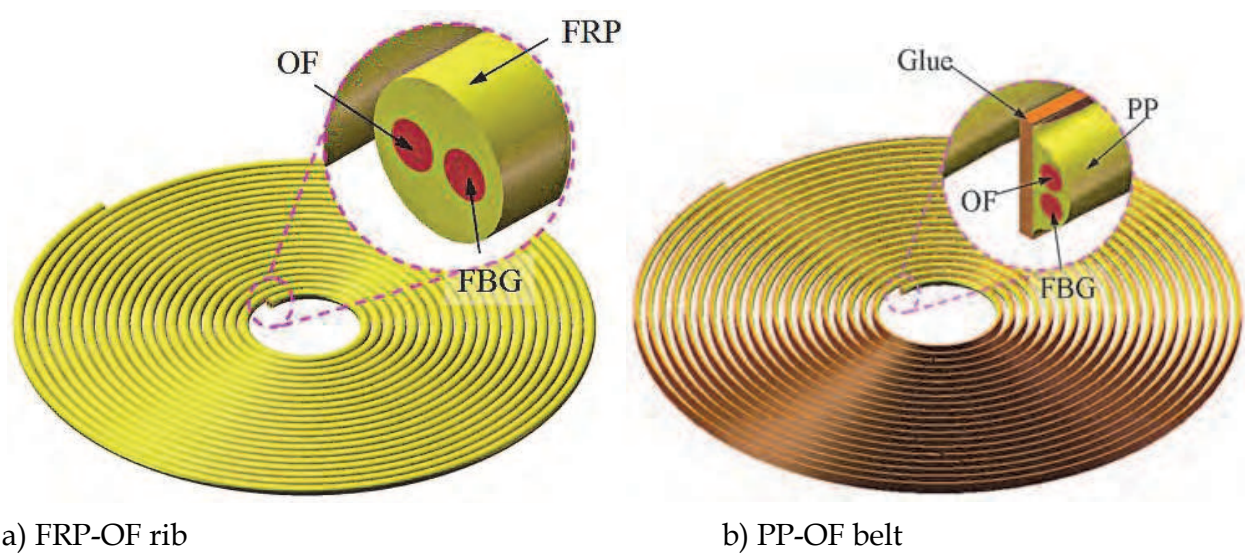 FRP
OF
FBG
Glue
PP
OF
FBG
a) FRP-OF rib
b) PP-OF belt